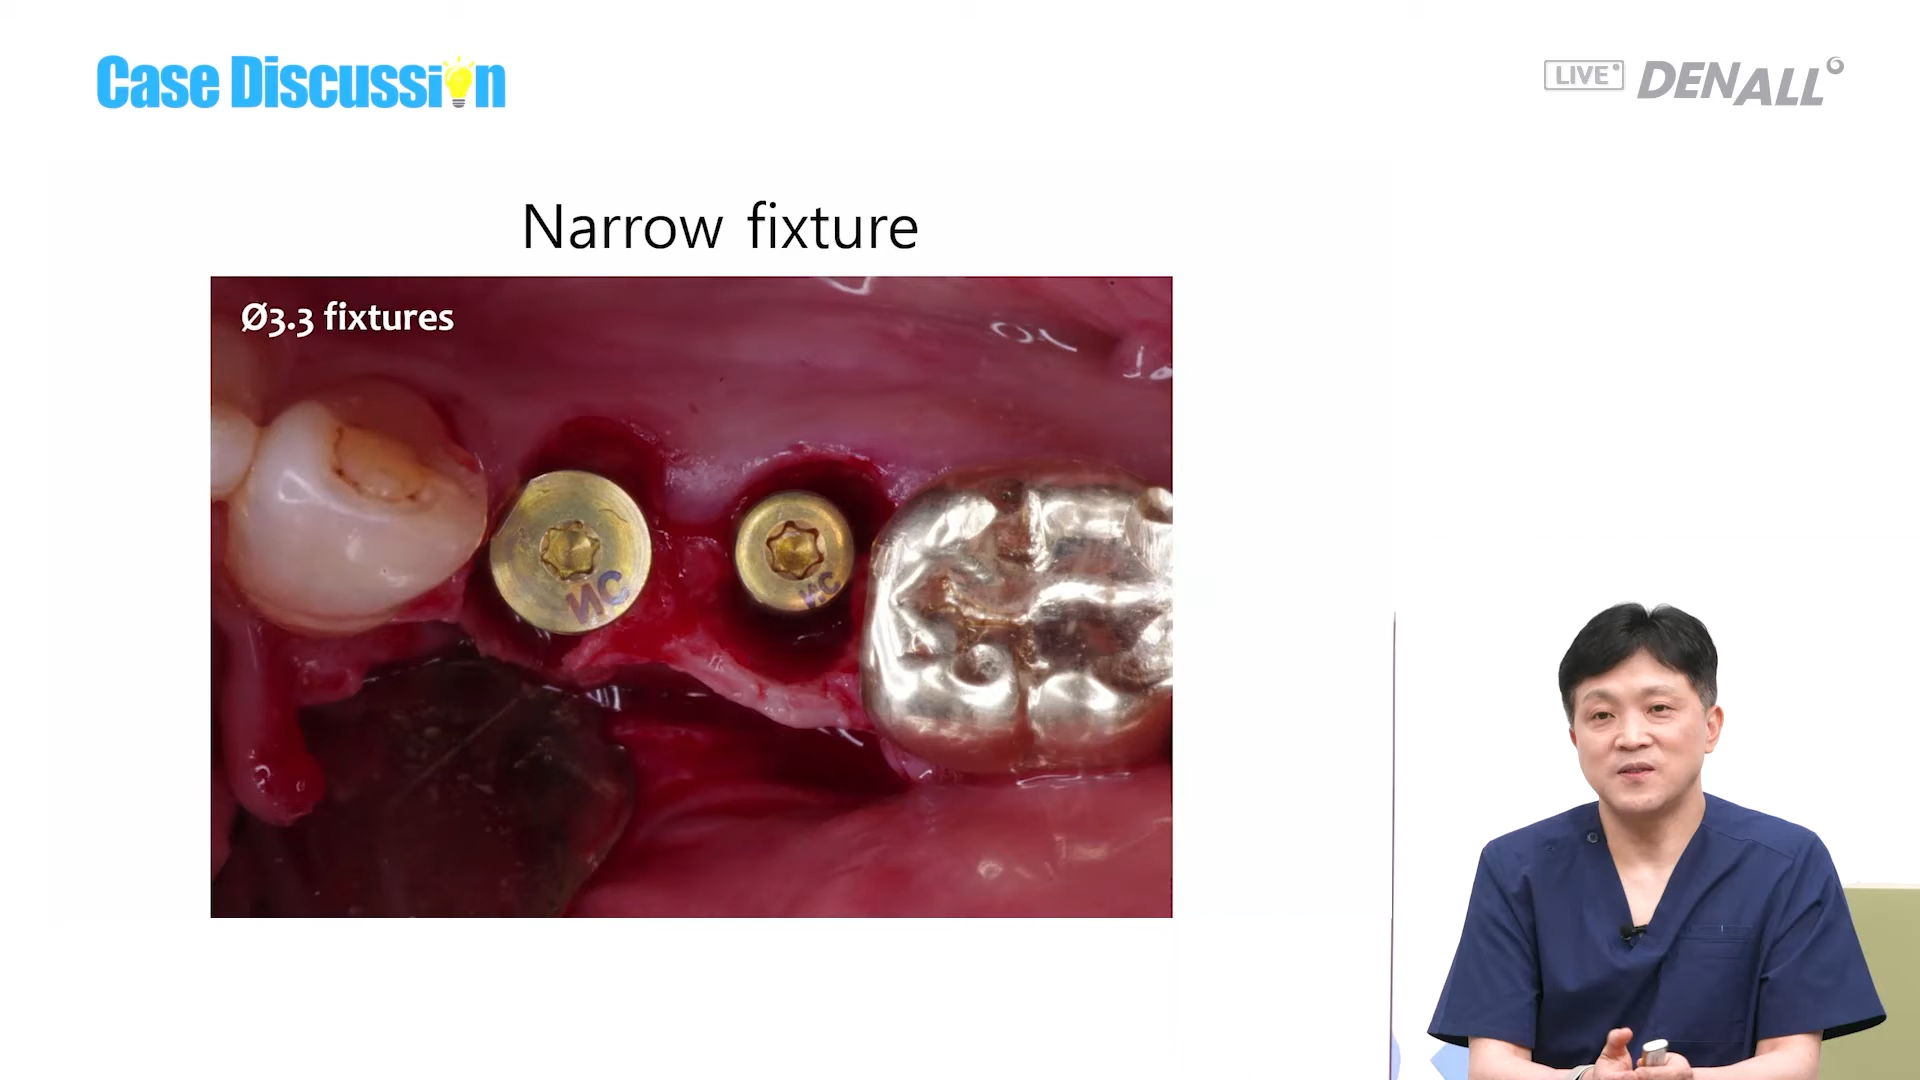 Case Discussion
LIVE DENALL
Narrow fixture
Ø3.3 fixtures
NC
NC